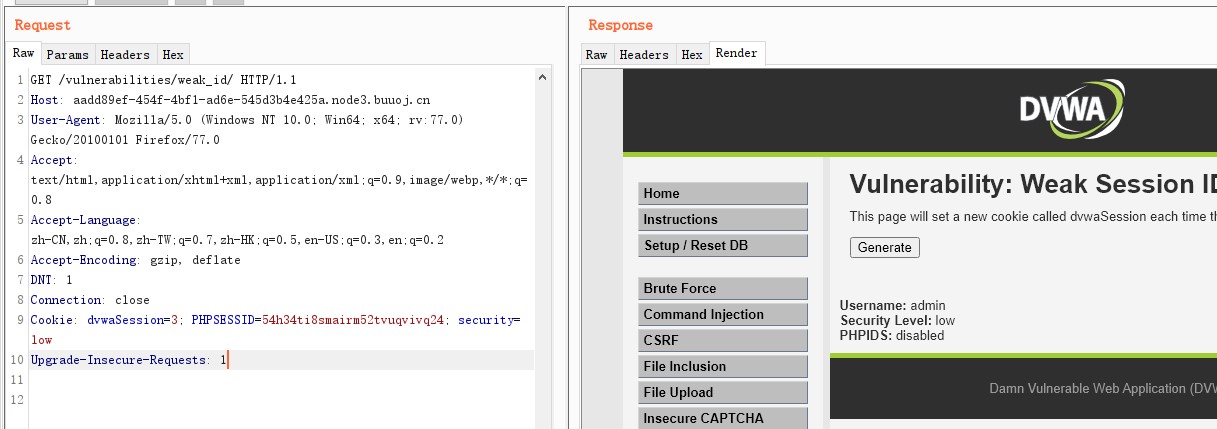 Request
Raw Params Headers Hex
1 GET /vulnerabilities/weak_id/ HTTP/1.1
2 Host: aadd89ef-454f-4bf1-ad6e-545d3b4e425a.node3.buuoj.cn
3 User-Agent: Mozilla/5.0 (Windows NT 10.0; Win64; x64; rv:77.0)
Gecko/20100101 Firefox/77.0
4 Accept:
text/html,application/xhtml+xml,application/xml;q=0.9,image/webp,*/*;q=
0.8
5 Accept-Language:
zh-CN,zh;q=0.8,zh-TW;q=0.7,zh-HK;q=0.5,en-US;q=0.3,en;q=0.2
6 Accept-Encoding: gzip, deflate
7 DNT: 1
8 Connection: close
9 Cookie: dvwaSession=3; PHPSESSID=54h34ti8smairm52tvuqvivq24; security=
low
10 Upgrade-Insecure-Requests: 1
11
12
Response
Raw Headers Hex Render
DVWA
Home
Instructions
Setup / Reset DB
Brute Force
Command Injection
CSRF
File Inclusion
File Upload
Insecure CAPTCHA
Vulnerability: Weak Session I
This page will set a new cookie called dvwaSession each time
Generate
Username: admin
Security Level: low
PHPIDS: disabled
Damn Vulnerable Web Application (DV